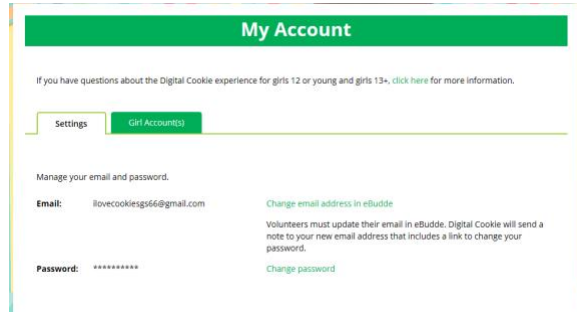 My Account
If you have questions about the Digital Cookie experience for girls 12 or young and girls 13+, click here for more information.
Settings
Girl Account(s)
Manage your email and password.
Email: ilovecookiesgs66@gmail.com Change email address in eBudde
Volunteers must update their email in eBudde. Digital Cookie will send a
note to your new email address that includes a link to change your
password.
Password: ********** Change password